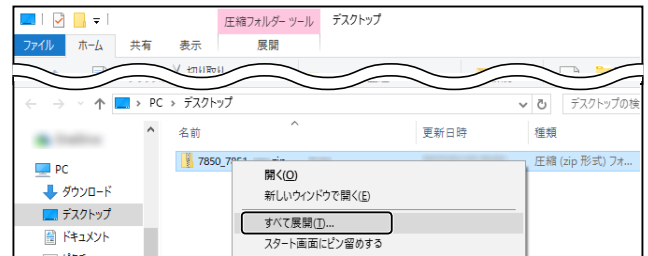 圧縮フォルダー ツール デスクトップ
ファイル ホーム 共有 表示 展開
PC › デスクトップ デスクトップの検
名前 更新日時 種類
7850_7851 .zip 圧縮 (zip 形式) フォ...
PC
ダウンロード
デスクトップ
ドキュメント
開く(O)
新しいウィンドウで開く(E)
すべて展開(T)...
スタート画面にピン留めする